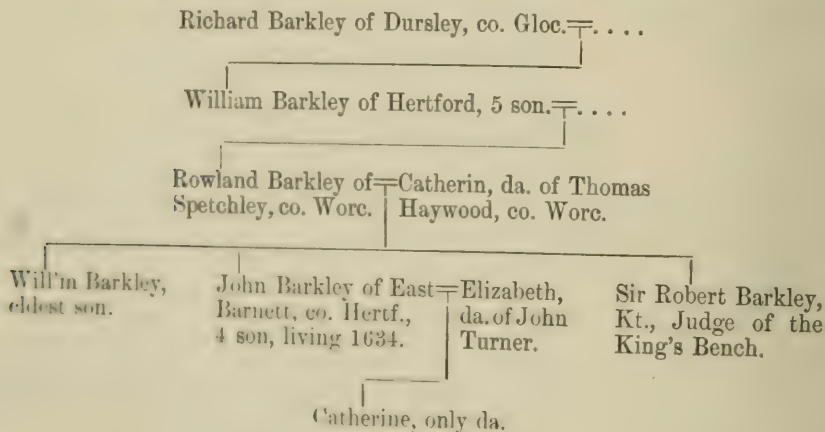 Richard Barkley of Dursley, co. Gloc.=. . . .
William Barkley of Hertford, 5 son.=. . . .
Rowland Barkley of=Catherin, da. of Thomas
Spetchley, co. Worc. Haywood, co. Worc.
Will'm Barkley,
eldest son.
John Barkley of East=Elizabeth,
Barnett, co. Hertf., da. of John
4 son, living 1634. Turner.
Sir Robert Barkley,
Kt., Judge of the
King's Bench.
Catherine, only da.